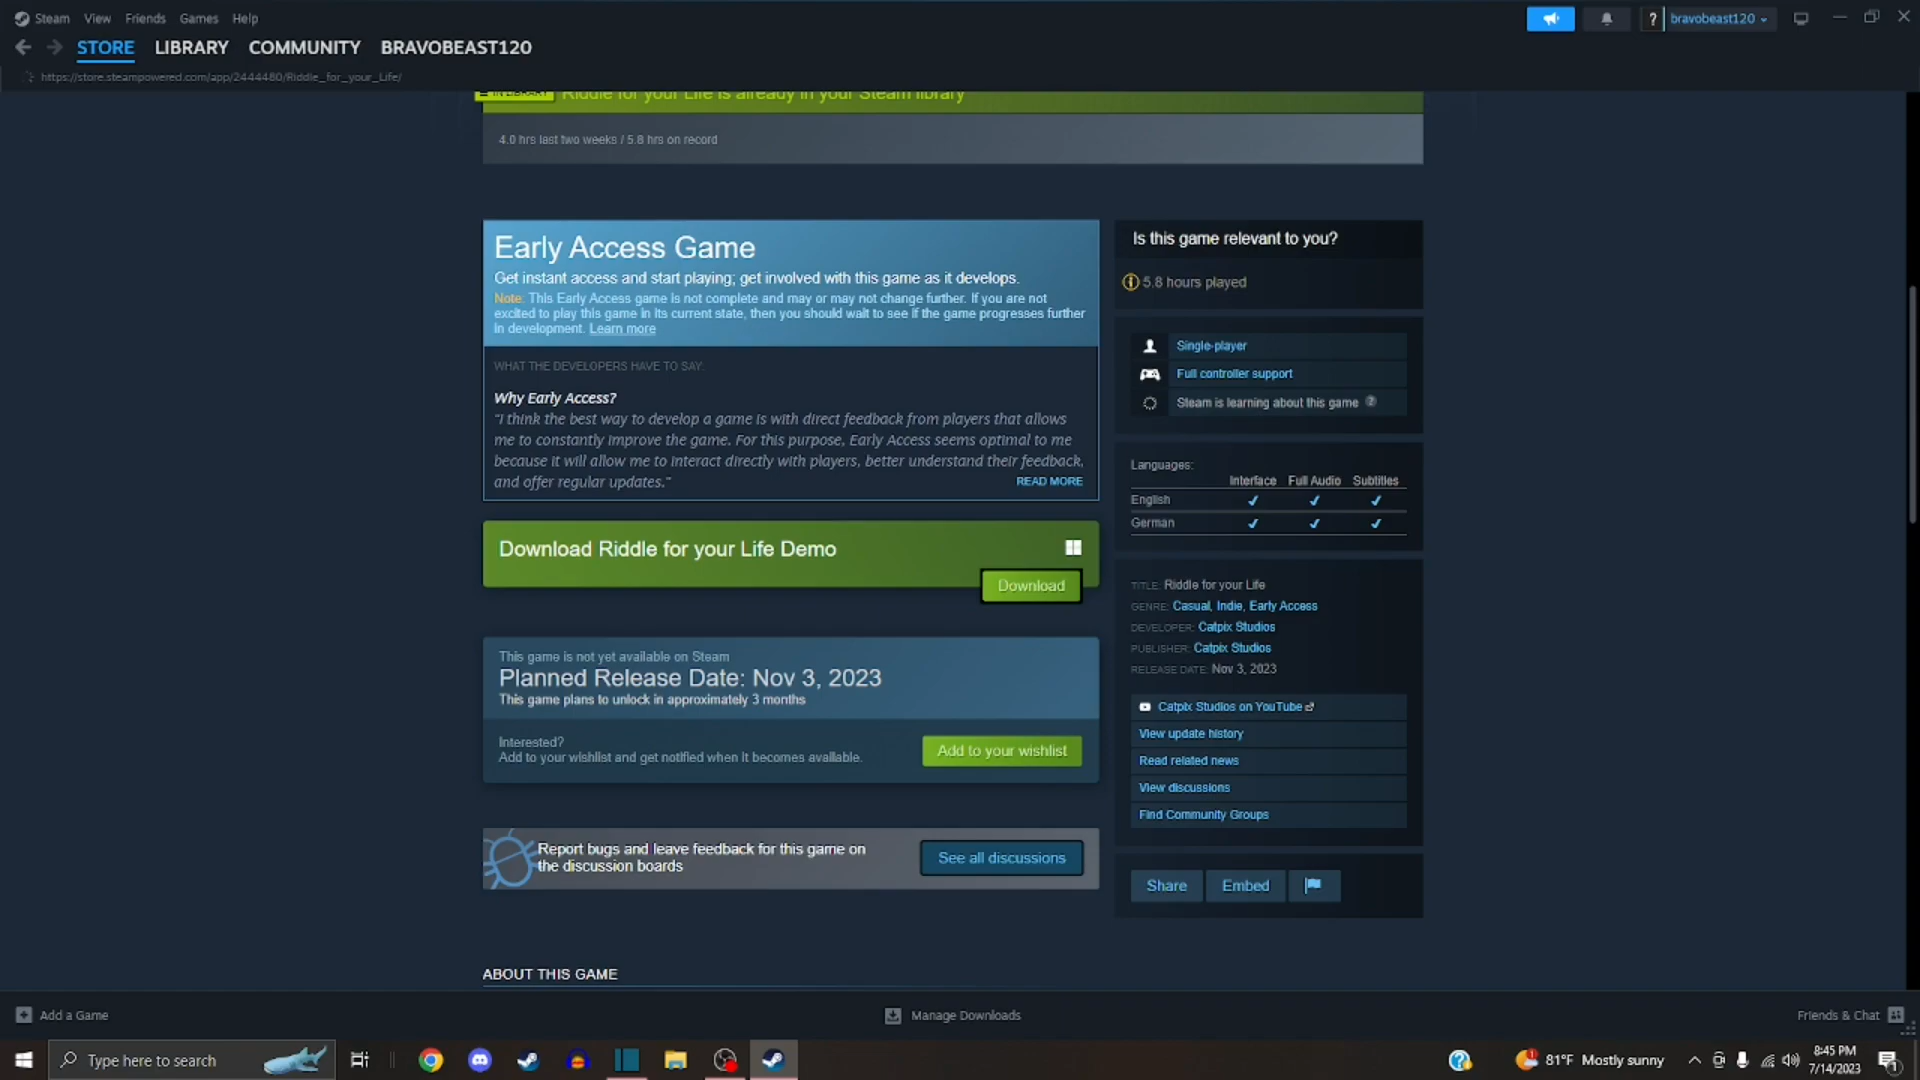 Steam View Friends Games Help
? bravobeast120
STORE LIBRARY COMMUNITY BRAVOBEAST120
https://store.steampowered.com/app/2444480/Riddle_for_your_Life/
IN LIBRARY Riddle for your Life is already in your Steam library
4.0 hrs last two weeks / 5.8 hrs on record
Early Access Game
Get instant access and start playing; get involved with this game as it develops.
Note: This Early Access game is not complete and may or may not change further. If you are not
excited to play this game in its current state, then you should wait to see if the game progresses further
in development. Learn more
WHAT THE DEVELOPERS HAVE TO SAY:
Why Early Access?
"I think the best way to develop a game is with direct feedback from players that allows
me to constantly improve the game. For this purpose, Early Access seems optimal to me
because it will allow me to interact directly with players, better understand their feedback,
and offer regular updates."
READ MORE
Download Riddle for your Life Demo
Download
This game is not yet available on Steam
Planned Release Date: Nov 3, 2023
This game plans to unlock in approximately 3 months
Interested?
Add to your wishlist and get notified when it becomes available.
Add to your wishlist
Report bugs and leave feedback for this game on
the discussion boards
See all discussions
ABOUT THIS GAME
Is this game relevant to you?
5.8 hours played
Single-player
Full controller support
Steam is learning about this game ?
Languages:
Interface Full Audio Subtitles
English ✔ ✔ ✔
German ✔ ✔ ✔
TITLE: Riddle for your Life
GENRE: Casual, Indie, Early Access
DEVELOPER: Catpix Studios
PUBLISHER: Catpix Studios
RELEASE DATE: Nov 3, 2023
Catpix Studios on YouTube
View update history
Read related news
View discussions
Find Community Groups
Share Embed
Add a Game
Manage Downloads
Friends & Chat
Type here to search
81°F Mostly sunny
8:45 PM
7/14/2023
1